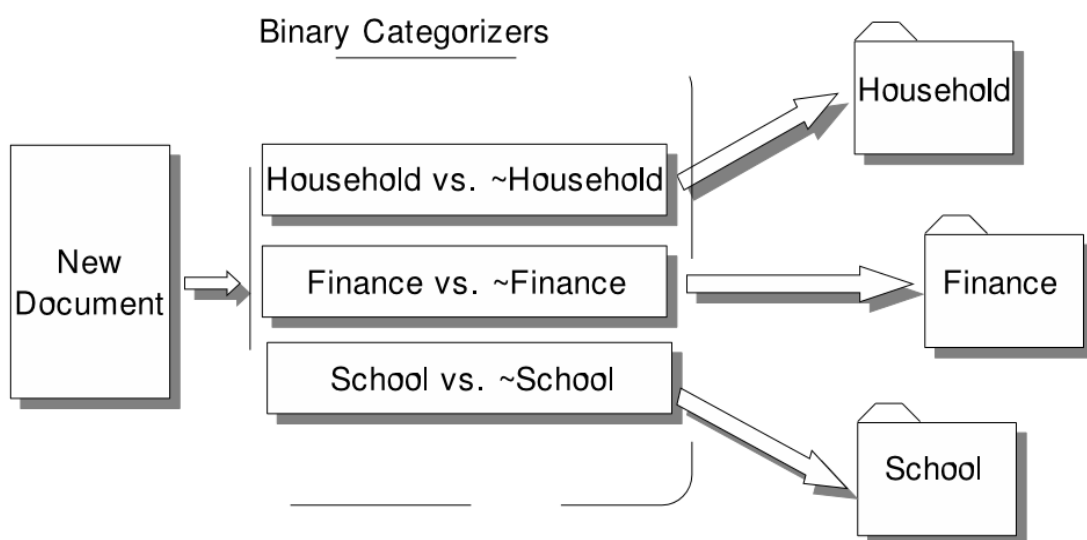 Binary Categorizers
Household
Household vs. ~Household
New
Document
Finance vs. ~Finance
Finance
School vs. ~School
School